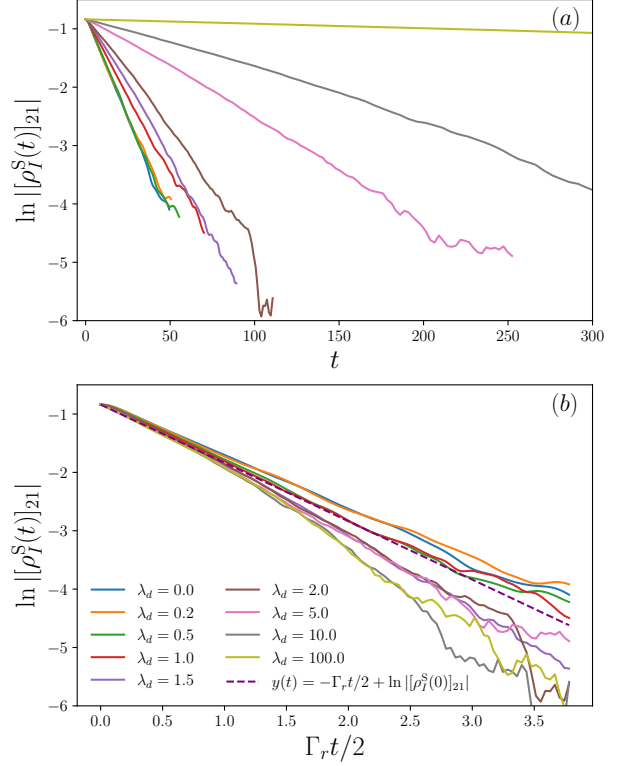 (a)
−1
−2
−3
−4
−5
−6
ln |[ρ_I^S(t)]_21|
0 50 100 150 200 250 300
t
(b)
−1
−2
−3
−4
−5
−6
ln |[ρ_I^S(t)]_21|
λ_d = 0.0
λ_d = 0.2
λ_d = 0.5
λ_d = 1.0
λ_d = 1.5
λ_d = 2.0
λ_d = 5.0
λ_d = 10.0
λ_d = 100.0
y(t) = −Γ_r t/2 + ln |[ρ_I^S(0)]_21|
0.0 0.5 1.0 1.5 2.0 2.5 3.0 3.5
Γ_r t/2